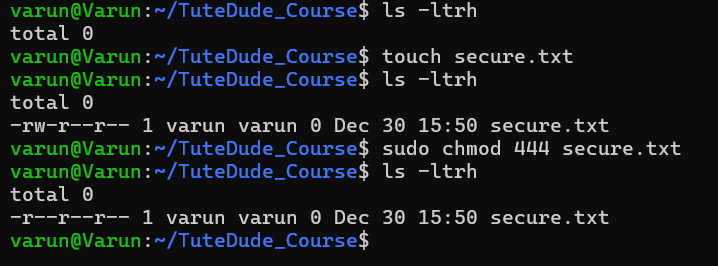 varun@Varun:~/TuteDude_Course$ ls -ltrh
total 0
varun@Varun:~/TuteDude_Course$ touch secure.txt
varun@Varun:~/TuteDude_Course$ ls -ltrh
total 0
-rw-r--r-- 1 varun varun 0 Dec 30 15:50 secure.txt
varun@Varun:~/TuteDude_Course$ sudo chmod 444 secure.txt
varun@Varun:~/TuteDude_Course$ ls -ltrh
total 0
-r--r--r-- 1 varun varun 0 Dec 30 15:50 secure.txt
varun@Varun:~/TuteDude_Course$